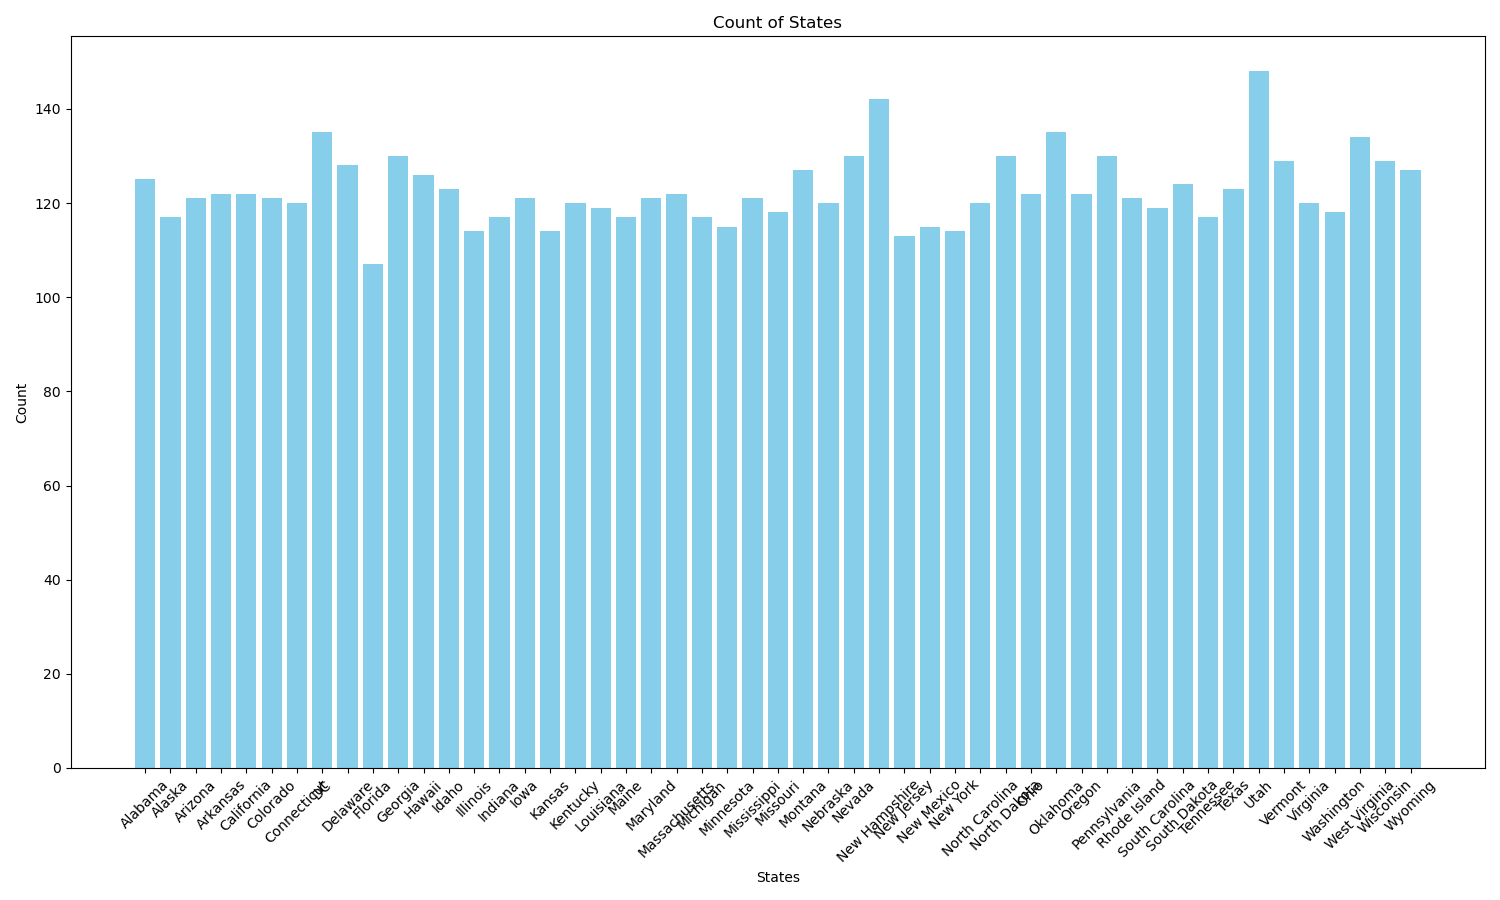 Count of States
Count
140
120
100
80
60
40
20
0
Alabama
Alaska
Arizona
Arkansas
California
Colorado
Connecticut
DC
Delaware
Florida
Georgia
Hawaii
Idaho
Illinois
Indiana
Iowa
Kansas
Kentucky
Louisiana
Maine
Maryland
Massachusetts
Michigan
Minnesota
Mississippi
Missouri
Montana
Nebraska
Nevada
New Hampshire
New Jersey
New Mexico
New York
North Carolina
North Dakota
Ohio
Oklahoma
Oregon
Pennsylvania
Rhode Island
South Carolina
South Dakota
Tennessee
Texas
Utah
Vermont
Virginia
Washington
West Virginia
Wisconsin
Wyoming
States